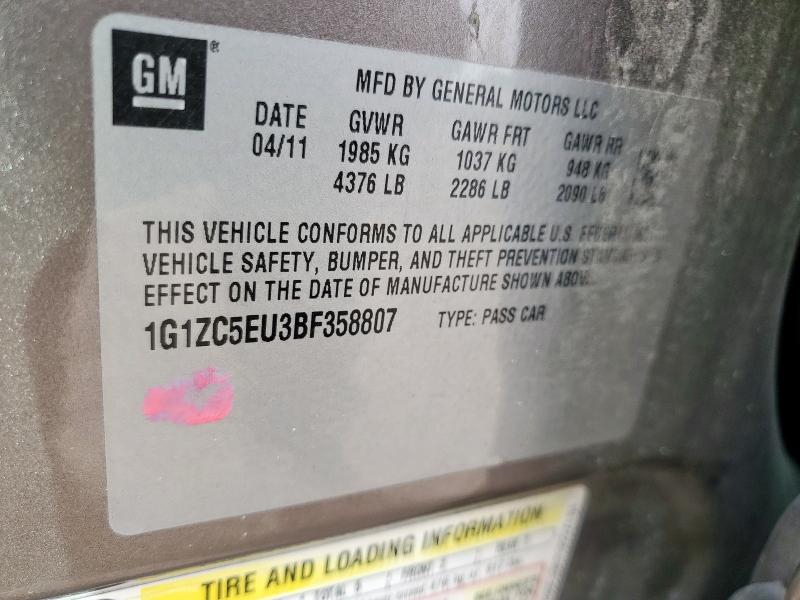 GM®
MFD BY GENERAL MOTORS LLC
DATE GVWR GAWR FRT GAWR RR
04/11 1985 KG 1037 KG 948 KG
4376 LB 2286 LB 2090 LB
THIS VEHICLE CONFORMS TO ALL APPLICABLE U.S. FEDERAL
VEHICLE SAFETY, BUMPER, AND THEFT PREVENTION
EFFECT ON THE DATE OF MANUFACTURE SHOWN ABOVE.
1G1ZC5EU3BF358807 TYPE: PASS CAR
TIRE AND LOADING INFORMATION